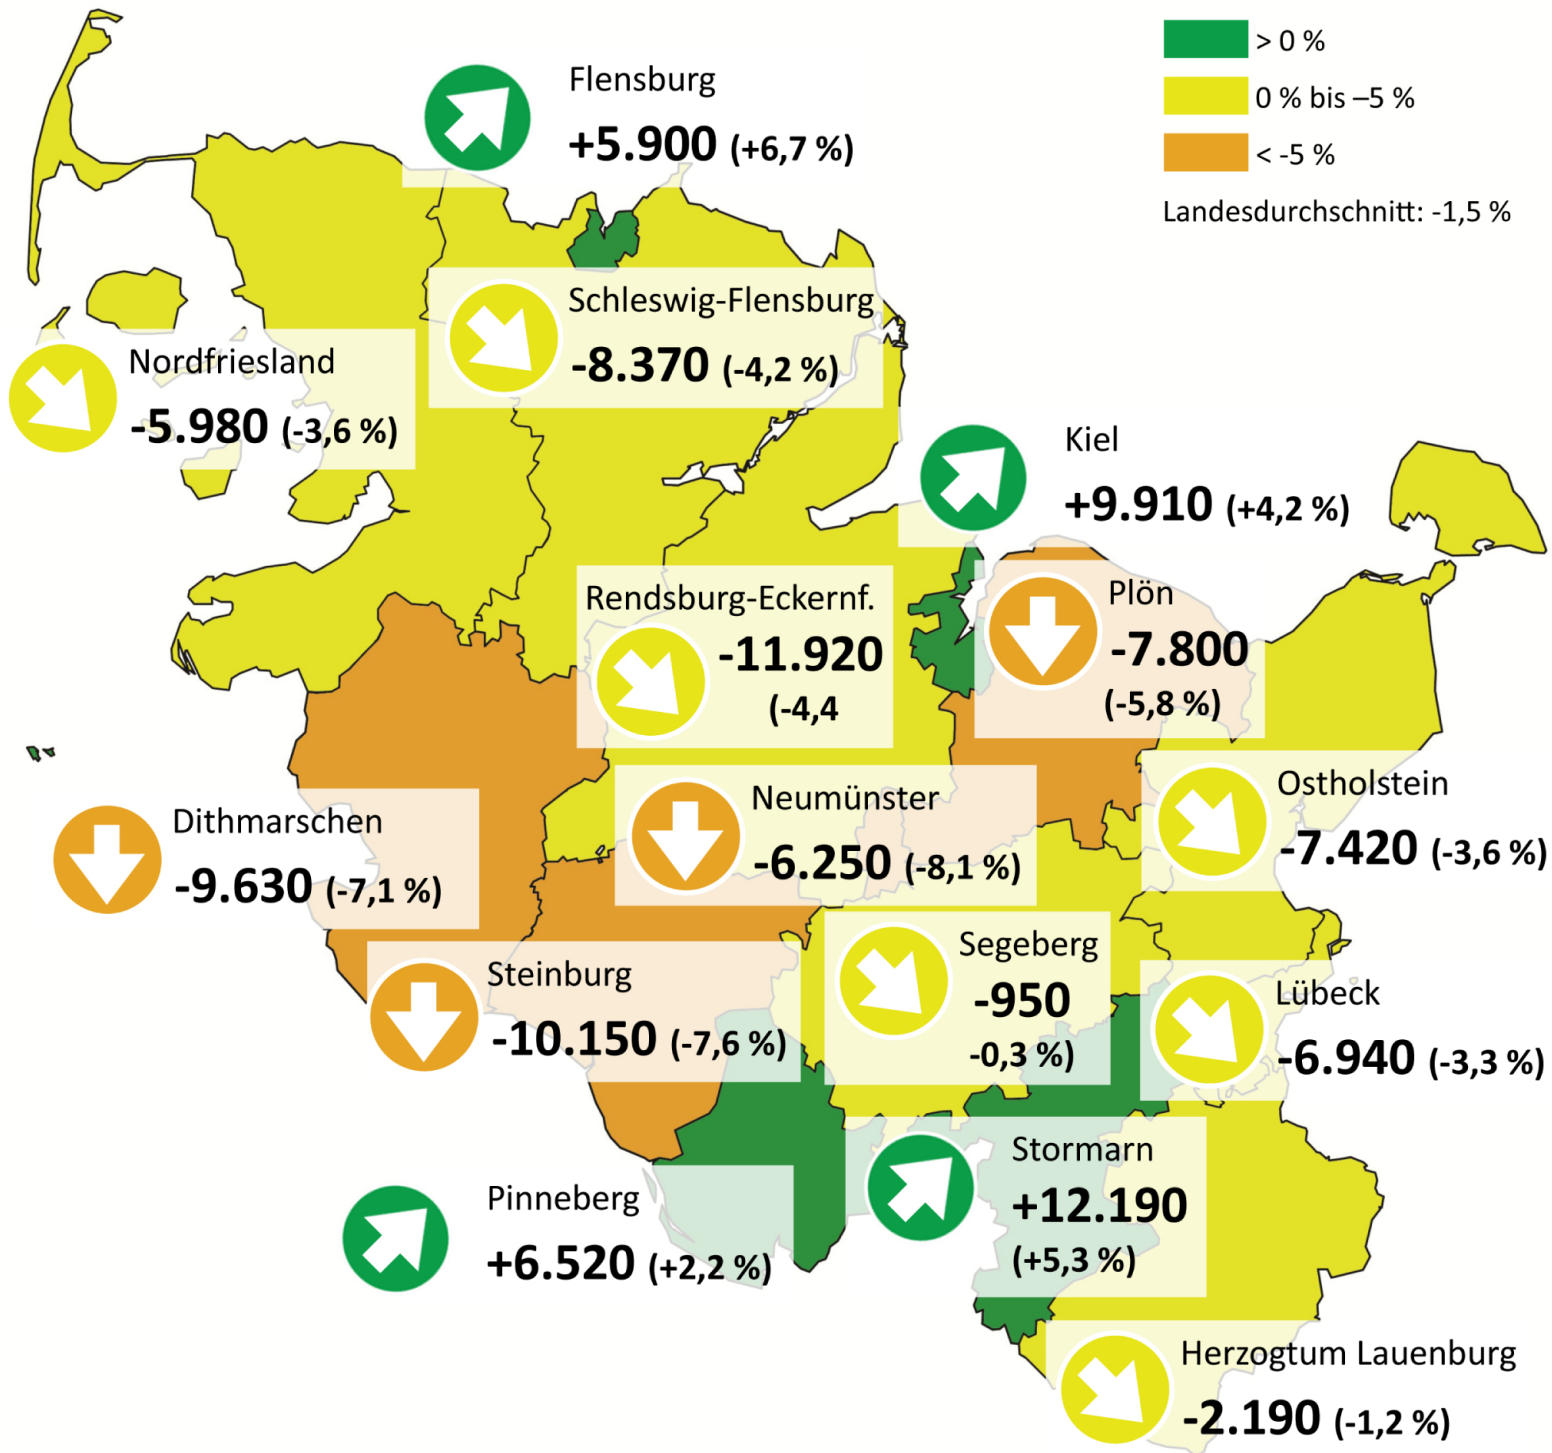 > 0 %
0 % bis –5 %
< -5 %
Landesdurchschnitt: -1,5 %
Flensburg
+5.900 (+6,7 %)
Schleswig-Flensburg
-8.370 (-4,2 %)
Nordfriesland
-5.980 (-3,6 %)
Kiel
+9.910 (+4,2 %)
Rendsburg-Eckernf.
-11.920
(-4,4
Plön
-7.800
(-5,8 %)
Neumünster
-6.250 (-8,1 %)
Ostholstein
-7.420 (-3,6 %)
Dithmarschen
-9.630 (-7,1 %)
Steinburg
-10.150 (-7,6 %)
Segeberg
-950
-0,3 %)
Lübeck
-6.940 (-3,3 %)
Pinneberg
+6.520 (+2,2 %)
Stormarn
+12.190
(+5,3 %)
Herzogtum Lauenburg
-2.190 (-1,2 %)